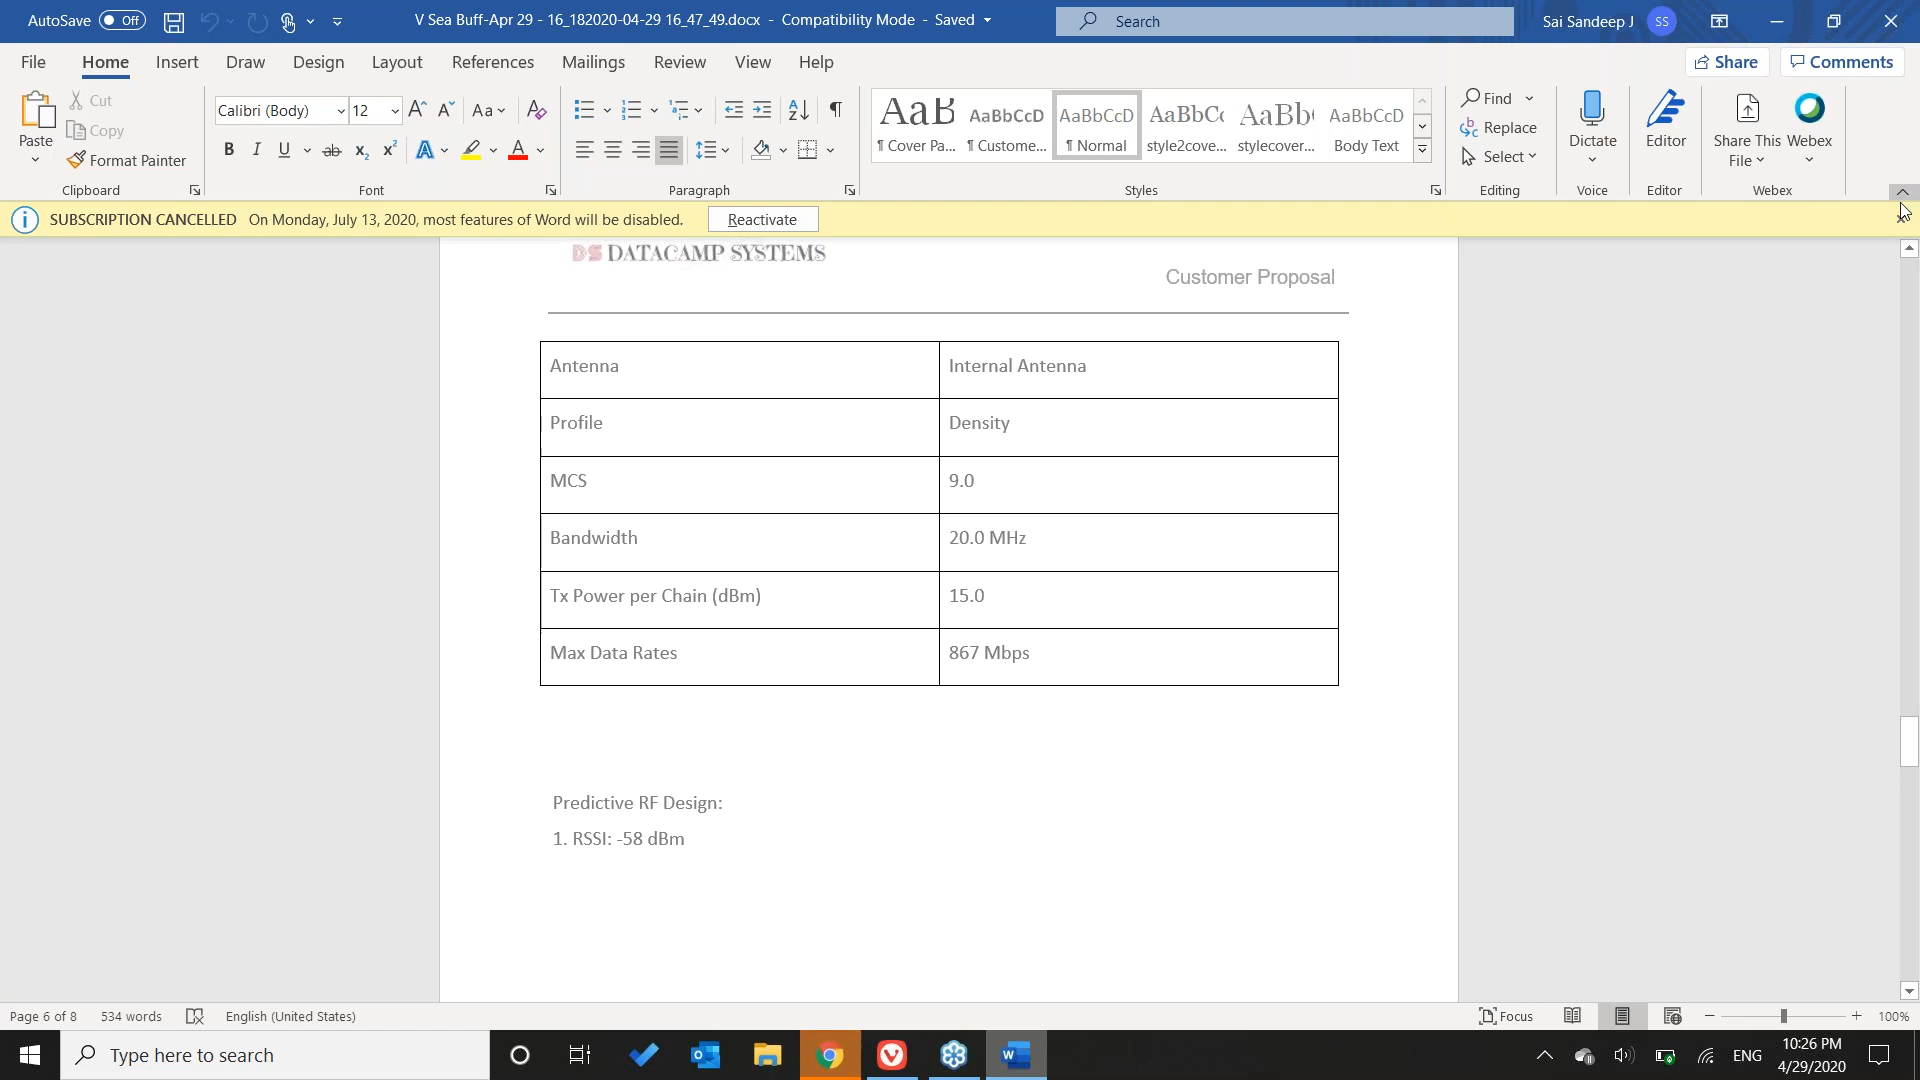 AutoSave Off V Sea Buff-Apr 29 - 16_182020-04-29 16_47_49.docx - Compatibility Mode - Saved Search Sai Sandeep J SS
File Home Insert Draw Design Layout References Mailings Review View Help Share Comments
Paste Cut Copy Format Painter
Calibri (Body) 12 Aa
B I U ab x2 x2 A A
AaB AaBbCcD AaBbCcD AaBbCc AaBb( AaBbCcD
¶ Cover Pa... ¶ Custome... ¶ Normal style2cove... stylecover... Body Text
Find Replace Select
Dictate Editor Share This File Webex
Clipboard Font Paragraph Styles Editing Voice Editor Webex
SUBSCRIPTION CANCELLED On Monday, July 13, 2020, most features of Word will be disabled. Reactivate
DS DATACAMP SYSTEMS
Customer Proposal
Antenna Internal Antenna
Profile Density
MCS 9.0
Bandwidth 20.0 MHz
Tx Power per Chain (dBm) 15.0
Max Data Rates 867 Mbps
Predictive RF Design:
1. RSSI: -58 dBm
Page 6 of 8 534 words English (United States) Focus 100%
Type here to search ENG 10:26 PM
4/29/2020